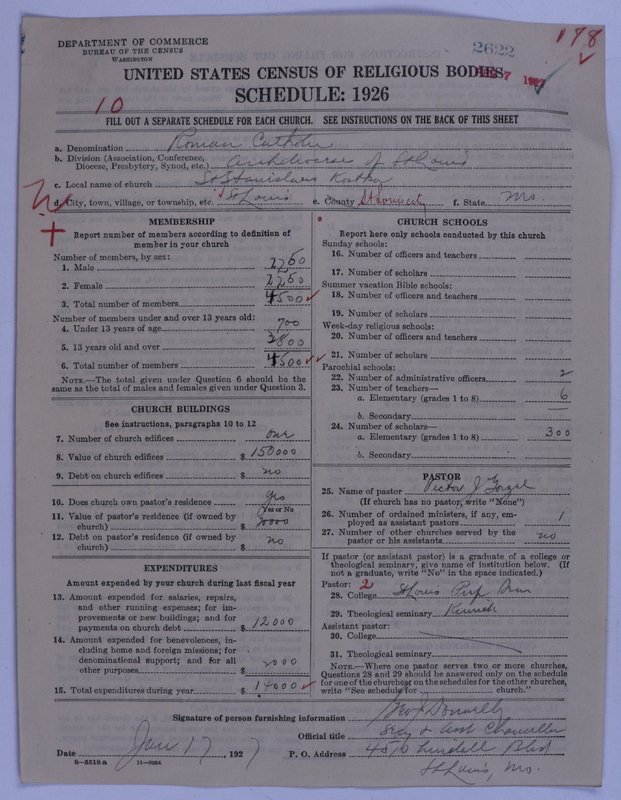 DEPARTMENT OF COMMERCE
BUREAU OF THE CENSUS
WASHINGTON
2622
178
UNITED STATES CENSUS OF RELIGIOUS BODIES
SCHEDULE: 1926
10
FILL OUT A SEPARATE SCHEDULE FOR EACH CHURCH. SEE INSTRUCTIONS ON THE BACK OF THIS SHEET
a. Denomination Roman Catholic
b. Division (Association, Conference, Diocese, Presbytery, Synod, etc.) Archdiocese of St Louis
c. Local name of church St Stanislaus Kostka
d. City, town, village, or township, etc. St Louis e. County St Louis city f. State Mo.
MEMBERSHIP
Report number of members according to definition of member in your church
Number of members, by sex:
1. Male 2250
2. Female 2250
3. Total number of members 4500
Number of members under and over 13 years old:
4. Under 13 years of age 700
5. 13 years old and over 3800
6. Total number of members 4500
NOTE.—The total given under Question 6 should be the same as the total of males and females given under Question 3.
CHURCH BUILDINGS
See instructions, paragraphs 10 to 12
7. Number of church edifices one
8. Value of church edifices $ 150000
9. Debt on church edifices $ no
10. Does church own pastor's residence yes
(Yes or No)
11. Value of pastor's residence (if owned by church) $
12. Debt on pastor's residence (if owned by church) $ no
EXPENDITURES
Amount expended by your church during last fiscal year
13. Amount expended for salaries, repairs, and other running expenses; for improvements or new buildings; and for payments on church debt $ 12000
14. Amount expended for benevolences, including home and foreign missions; for denominational support; and for all other purposes $ 2000
15. Total expenditures during year $ 14000
CHURCH SCHOOLS
Report here only schools conducted by this church
Sunday schools:
16. Number of officers and teachers
17. Number of scholars
Summer vacation Bible schools:
18. Number of officers and teachers
19. Number of scholars
Week-day religious schools:
20. Number of officers and teachers
21. Number of scholars
Parochial schools:
22. Number of administrative officers 2
23. Number of teachers—
a. Elementary (grades 1 to 8) 6
b. Secondary —
24. Number of scholars—
a. Elementary (grades 1 to 8) 300
b. Secondary
PASTOR
25. Name of pastor Victor J
(If church has no pastor, write "None")
26. Number of ordained ministers, if any, employed as assistant pastors 1
27. Number of other churches served by the pastor or his assistants no
If pastor (or assistant pastor) is a graduate of a college or theological seminary, give name of institution below. (If not a graduate, write "No" in the space indicated.)
Pastor: 2
28. College St Louis Prep
29. Theological seminary Kenrick
Assistant pastor:
30. College
31. Theological seminary
NOTE.—Where one pastor serves two or more churches, Questions 28 and 29 should be answered only on the schedule for one of the churches; on the schedules for the other churches, write "See schedule for church."
Signature of person furnishing information Geo J Donnelly
Official title Secy & Asst Chancellor
Date Jan 17, 1927 P. O. Address 4510 Lindell Blvd
8-5518 a 11-9024 St Louis, Mo.